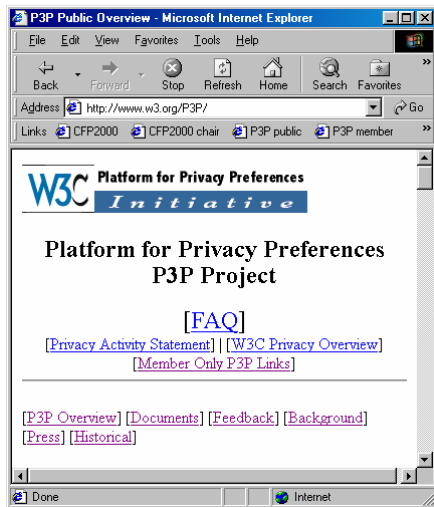 P3P Public Overview - Microsoft Internet Explorer
File Edit View Favorites Tools Help
Back Forward Stop Refresh Home Search Favorites »
Address http://www.w3.org/P3P/ Go
Links CFP2000 CFP2000 chair P3P public P3P member »
W3C Platform for Privacy Preferences
Initiative
Platform for Privacy Preferences
P3P Project
[FAQ]
[Privacy Activity Statement] | [W3C Privacy Overview]
[Member Only P3P Links]
[P3P Overview] [Documents] [Feedback] [Background]
[Press] [Historical]
Done Internet